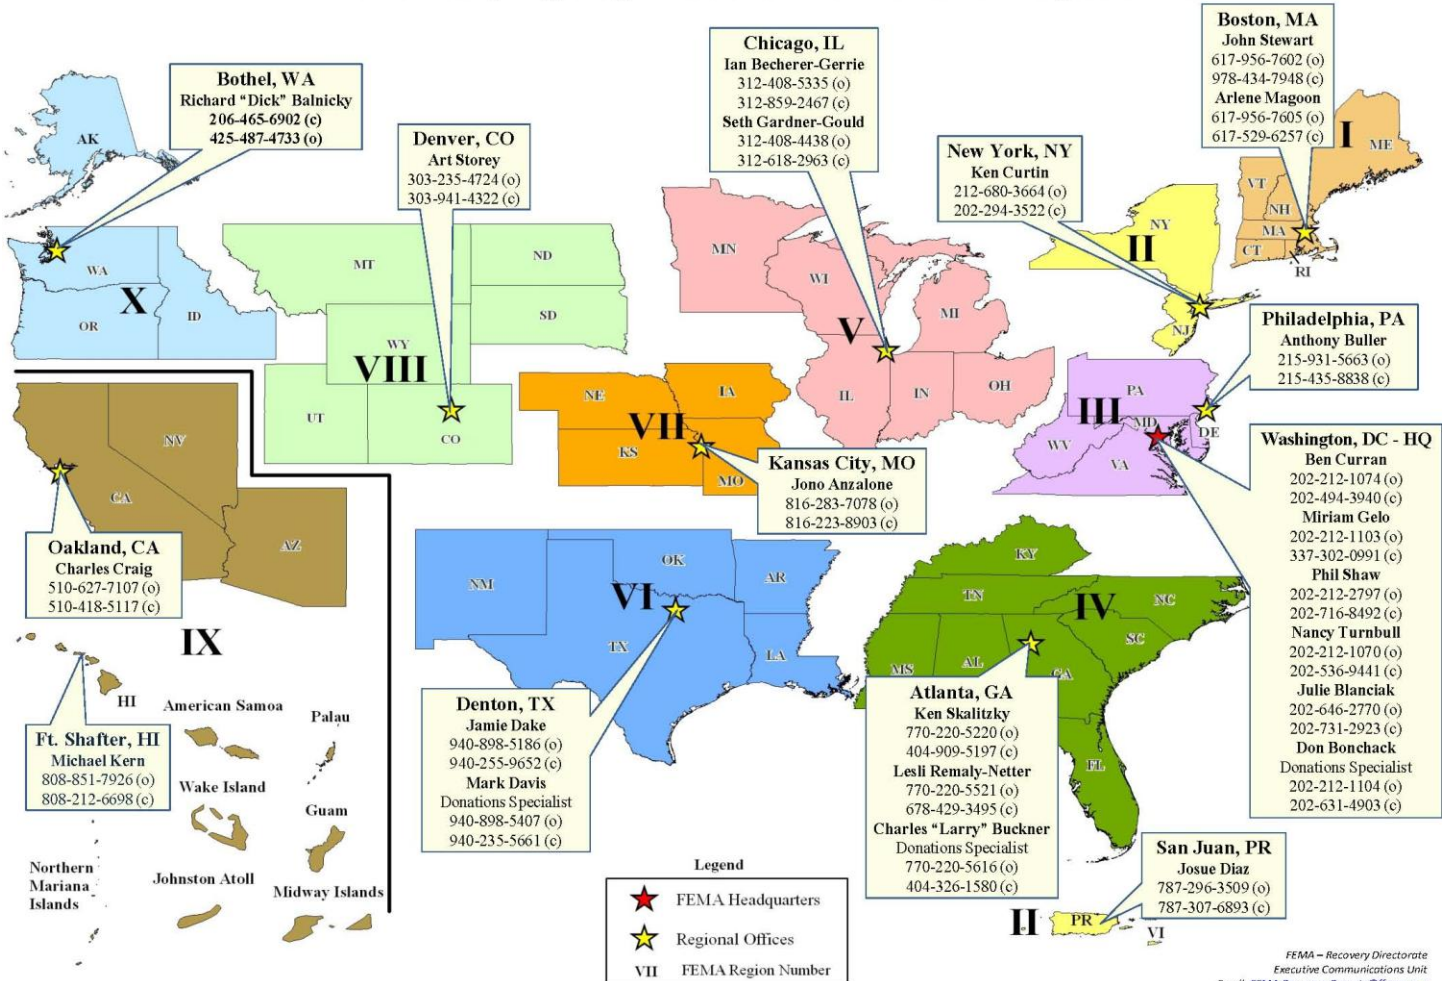 Bothel, WA
Richard “Dick” Balnicky
206-465-6902 (c)
425-487-4733 (o)
Denver, CO
Art Storey
303-235-4724 (o)
303-941-4322 (c)
Chicago, IL
Ian Becherer-Gerrie
312-408-5335 (o)
312-859-2467 (c)
Seth Gardner-Gould
312-408-4438 (o)
312-618-2963 (c)
New York, NY
Ken Curtin
212-680-3664 (o)
202-294-3522 (c)
Boston, MA
John Stewart
617-956-7602 (o)
978-434-7948 (c)
Arlene Magoon
617-956-7605 (o)
617-529-6257 (c)
AK
WA
OR
ID
X
MT
ND
SD
WY
VIII
UT
CO
MN
WI
MI
V
IL
IN
OH
NY
II
NJ
I
ME
VT
NH
MA
CT
RI
Philadelphia, PA
Anthony Buller
215-931-5663 (o)
215-435-8838 (c)
NE
IA
VII
KS
MO
Kansas City, MO
Jono Anzalone
816-283-7078 (o)
816-223-8903 (c)
PA
III
MD
DE
WV
VA
Washington, DC - HQ
Ben Curran
202-212-1074 (o)
202-494-3940 (c)
Miriam Gelo
202-212-1103 (o)
337-302-0991 (c)
Phil Shaw
202-212-2797 (o)
202-716-8492 (c)
Nancy Turnbull
202-212-1070 (o)
202-536-9441 (c)
Julie Blanciak
202-646-2770 (o)
202-731-2923 (c)
Don Bonchack
Donations Specialist
202-212-1104 (o)
202-631-4903 (c)
NV
CA
AZ
Oakland, CA
Charles Craig
510-627-7107 (o)
510-418-5117 (c)
IX
HI
Ft. Shafter, HI
Michael Kern
808-851-7926 (o)
808-212-6698 (c)
American Samoa
Palau
Wake Island
Guam
Northern
Mariana
Islands
Johnston Atoll
Midway Islands
NM
OK
AR
VI
TX
LA
Denton, TX
Jamie Dake
940-898-5186 (o)
940-255-9652 (c)
Mark Davis
Donations Specialist
940-898-5407 (o)
940-235-5661 (c)
KY
TN
NC
IV
SC
MS
AL
GA
FL
Atlanta, GA
Ken Skalitzky
770-220-5220 (o)
404-909-5197 (c)
Lesli Remaly-Netter
770-220-5521 (o)
678-429-3495 (c)
Charles “Larry” Buckner
Donations Specialist
770-220-5616 (o)
404-326-1580 (c)
San Juan, PR
Josue Diaz
787-296-3509 (o)
787-307-6893 (c)
II
PR
VI
Legend
FEMA Headquarters
Regional Offices
VII FEMA Region Number
FEMA – Recovery Directorate
Executive Communications Unit